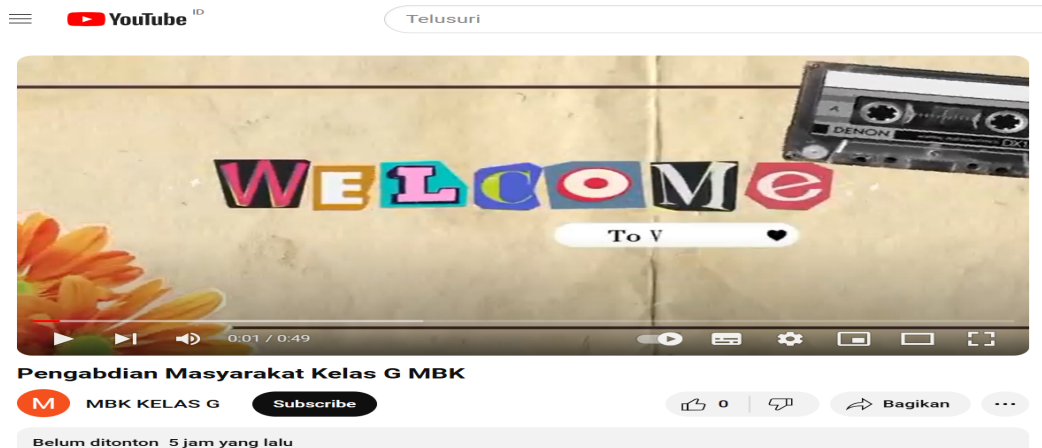 YouTube ID
Telusuri
A
DENON
DX1
WELCOMe
To V
0:01 / 0:49
Pengabdian Masyarakat Kelas G MBK
M MBK KELAS G Subscribe 0 Bagikan ...
Belum ditonton 5 jam yang lalu